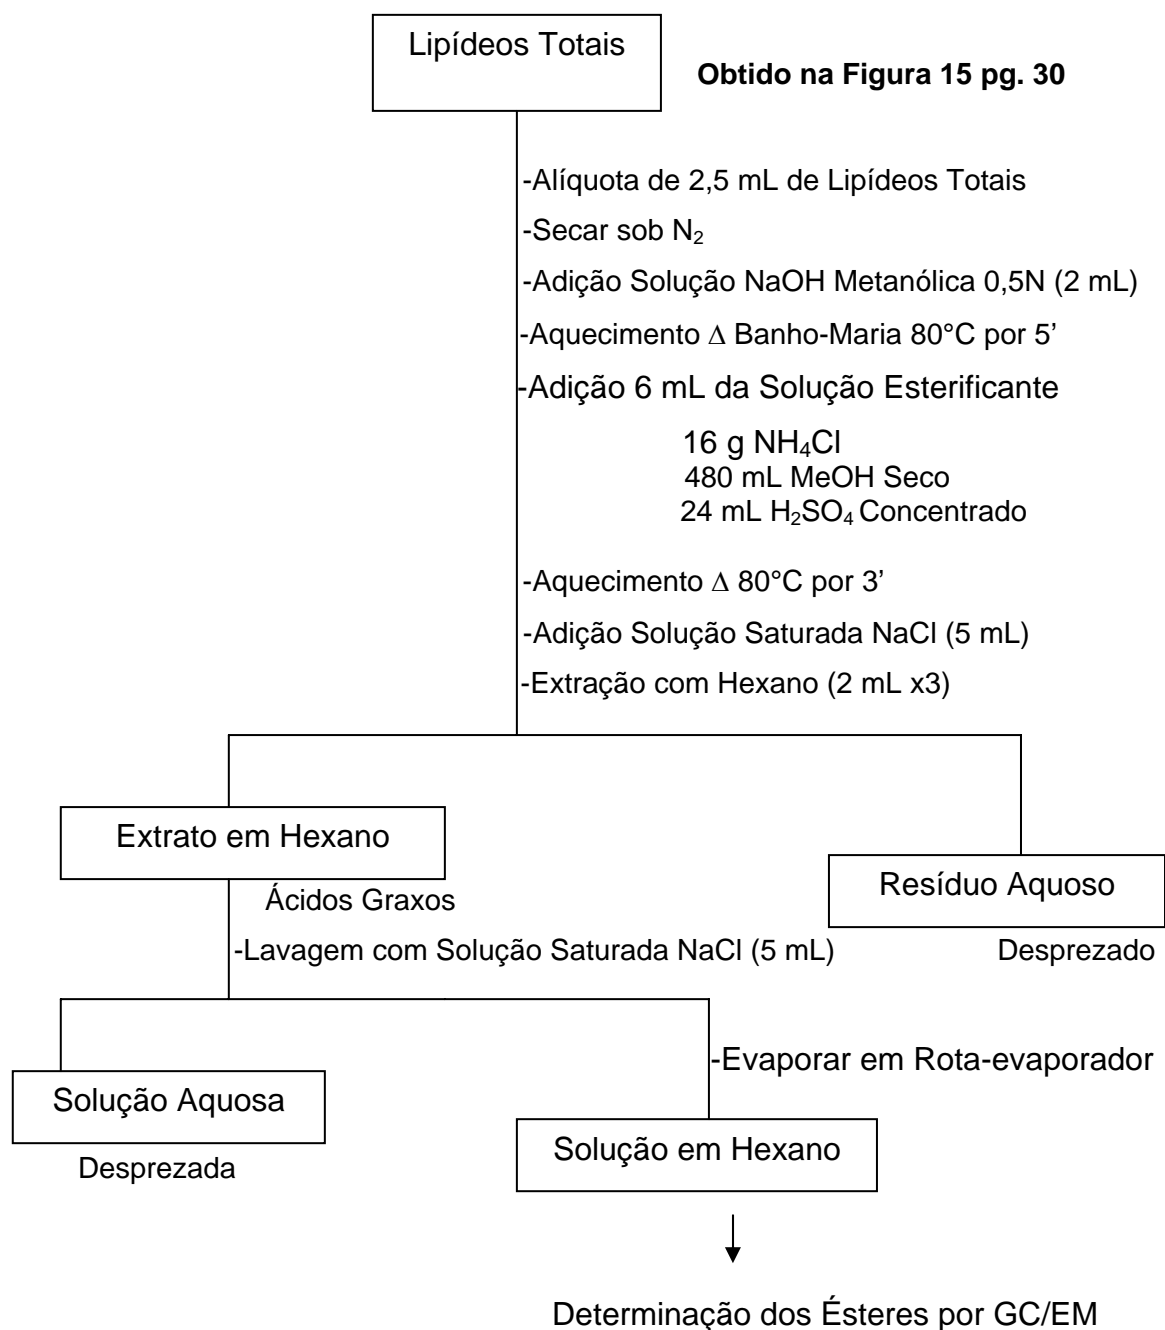 Lipídeos Totais
Obtido na Figura 15 pg. 30
-Alíquota de 2,5 mL de Lipídeos Totais
-Secar sob N₂
-Adição Solução NaOH Metanólica 0,5N (2 mL)
-Aquecimento ∆ Banho-Maria 80°C por 5’
-Adição 6 mL da Solução Esterificante
16 g NH₄Cl
480 mL MeOH Seco
24 mL H₂SO₄ Concentrado
-Aquecimento ∆ 80°C por 3’
-Adição Solução Saturada NaCl (5 mL)
-Extração com Hexano (2 mL x3)
Extrato em Hexano
Resíduo Aquoso
Ácidos Graxos
-Lavagem com Solução Saturada NaCl (5 mL)
Desprezado
-Evaporar em Rota-evaporador
Solução Aquosa
Solução em Hexano
Desprezada
Determinação dos Ésteres por GC/EM